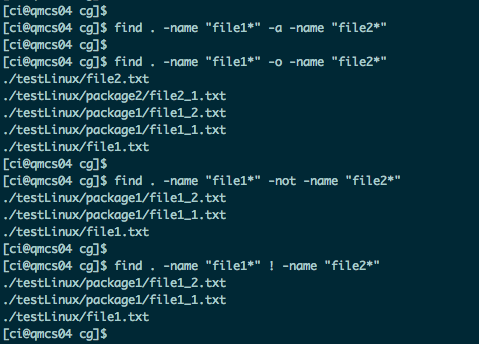 [ci@qmcs04 cg]$
[ci@qmcs04 cg]$ find . -name "file1*" -a -name "file2*"
[ci@qmcs04 cg]$
[ci@qmcs04 cg]$ find . -name "file1*" -o -name "file2*"
./testLinux/file2.txt
./testLinux/package2/file2_1.txt
./testLinux/package1/file1_2.txt
./testLinux/package1/file1_1.txt
./testLinux/file1.txt
[ci@qmcs04 cg]$
[ci@qmcs04 cg]$ find . -name "file1*" -not -name "file2*"
./testLinux/package1/file1_2.txt
./testLinux/package1/file1_1.txt
./testLinux/file1.txt
[ci@qmcs04 cg]$
[ci@qmcs04 cg]$ find . -name "file1*" ! -name "file2*"
./testLinux/package1/file1_2.txt
./testLinux/package1/file1_1.txt
./testLinux/file1.txt
[ci@qmcs04 cg]$